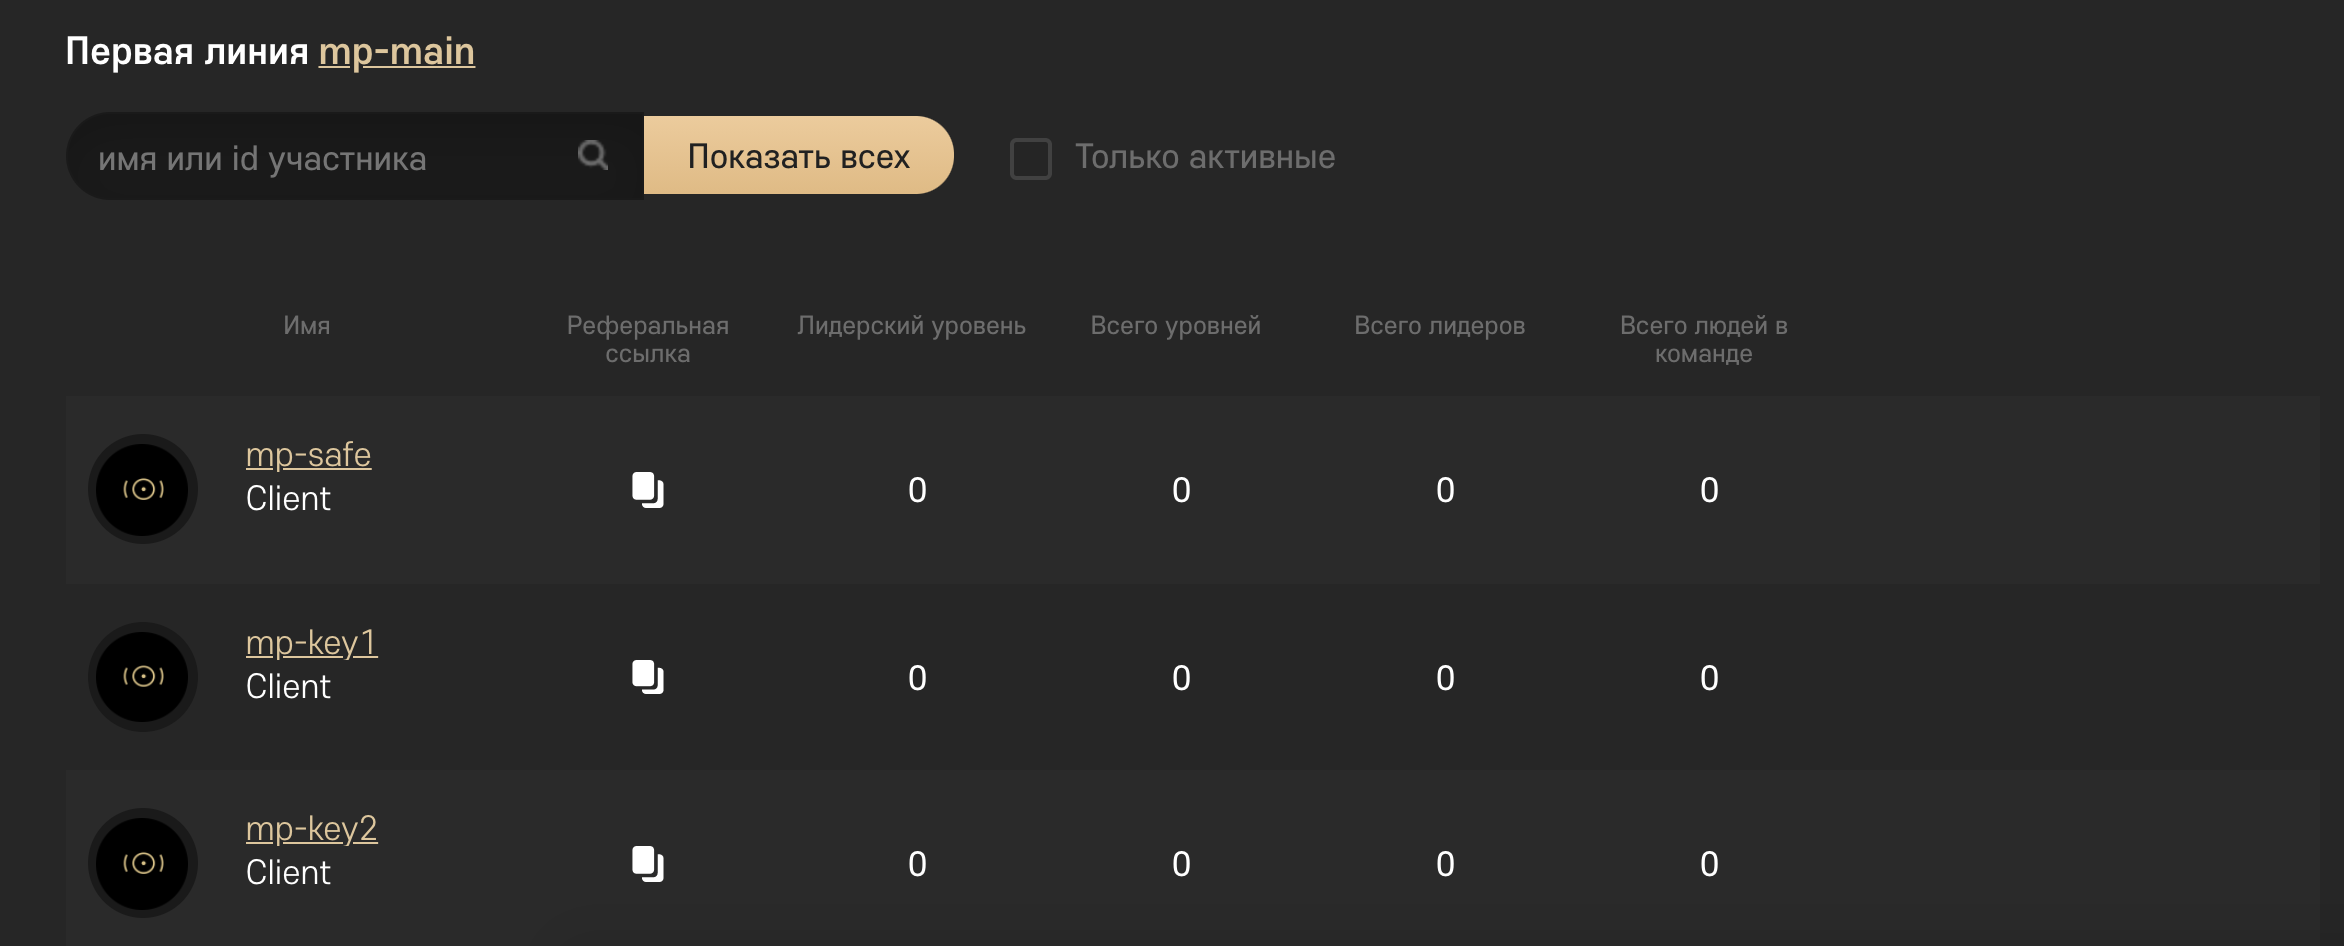 Первая линия mp-main
имя или id участника
Показать всех
Только активные
Имя
Реферальная
ссылка
Лидерский уровень
Всего уровней
Всего лидеров
Всего людей в
команде
mp-safe
Client
0 0 0 0
mp-key1
Client
0 0 0 0
mp-key2
Client
0 0 0 0